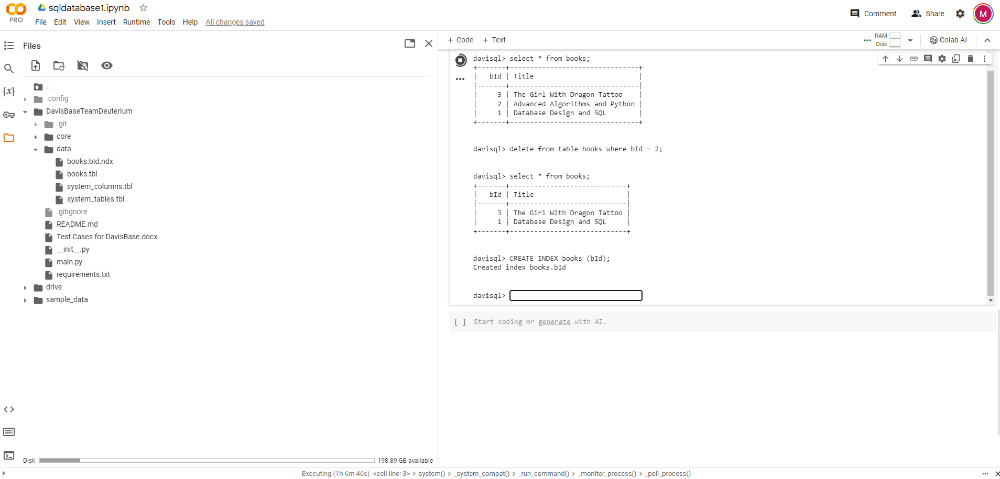 PRO
sqldatabase1.ipynb
File Edit View Insert Runtime Tools Help All changes saved
Comment
Share
M
Files
..
.config
DavisBaseTeamDeuterium
.git
core
data
books.bId.ndx
books.tbl
system_columns.tbl
system_tables.tbl
.gitignore
README.md
Test Cases for DavisBase.docx
__init__.py
main.py
requirements.txt
drive
sample_data
Disk 198.89 GB available
+ Code + Text
RAM
Disk
Colab AI
davisql> select * from books;
+-------+--------------------------------+
| bId | Title |
|-------+--------------------------------|
| 3 | The Girl With Dragon Tattoo |
| 2 | Advanced Algorithms and Python |
| 1 | Database Design and SQL |
+-------+--------------------------------+
davisql> delete from table books where bId = 2;
davisql> select * from books;
+-------+-----------------------------+
| bId | Title |
|-------+-----------------------------|
| 3 | The Girl With Dragon Tattoo |
| 1 | Database Design and SQL |
+-------+-----------------------------+
davisql> CREATE INDEX books (bId);
Created index books.bId
davisql>
[ ] Start coding or generate with AI.
Executing (1h 6m 46s) <cell line: 3> > system() > _system_compat() > _run_command() > _monitor_process() > _poll_process()